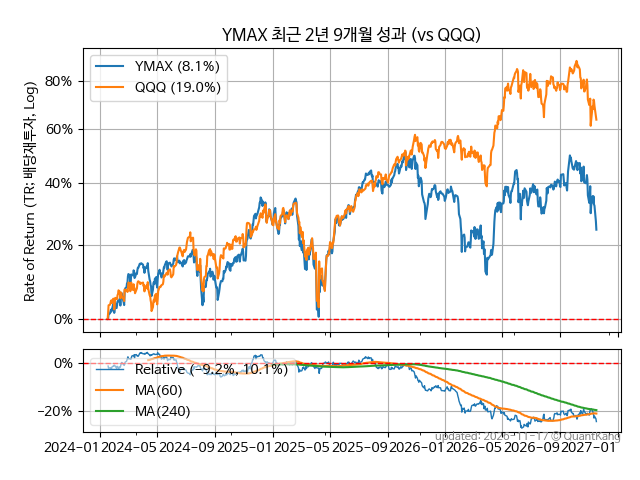 YMAX 최근 2년 9개월 성과 (vs QQQ)
YMAX (8.1%)
QQQ (19.0%)
80%
60%
40%
20%
0%
Rate of Return (TR: 배당재투자, Log)
0%
−20%
Relative (−9.2%, 10.1%)
MA(60)
MA(240)
2024−01 2024−05 2024−09 2025−01 2025−05 2025−09 2026−01 2026−05 2026−09 2027−01
updated: 2026−11−17 © QuantKang